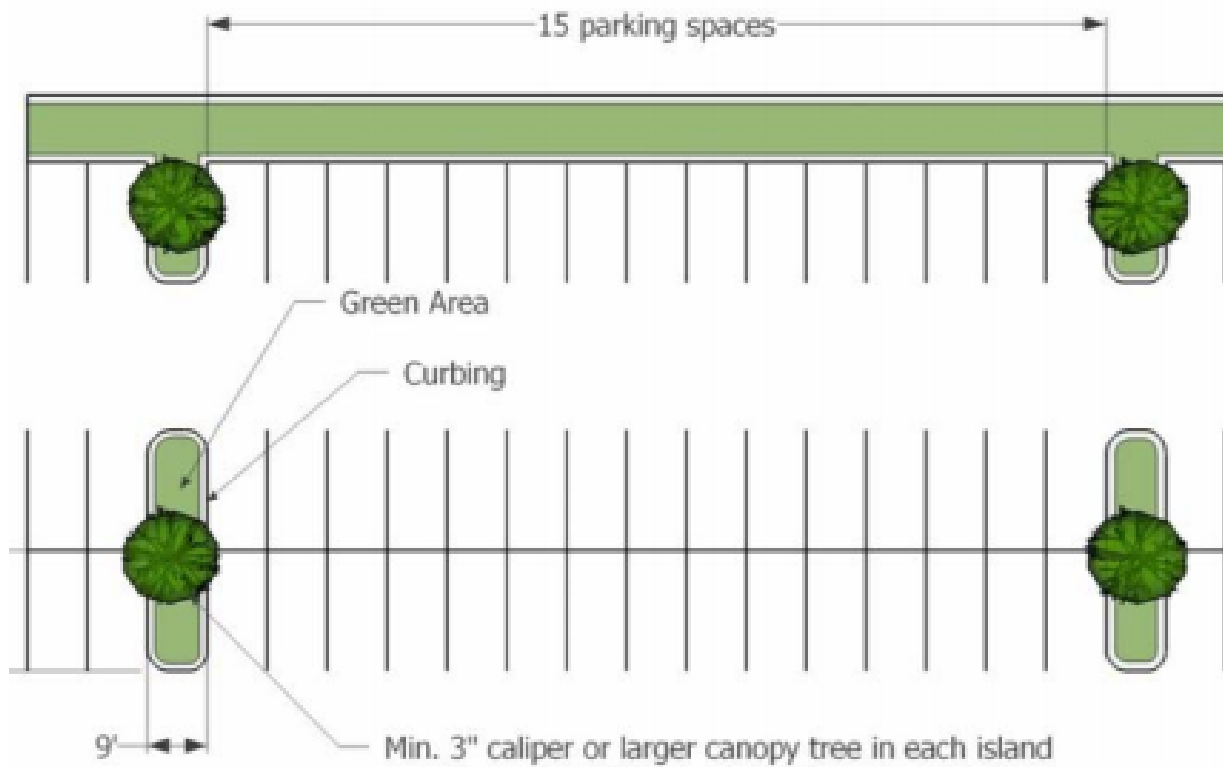 15 parking spaces
Green Area
Curbing
9'
Min. 3" caliper or larger canopy tree in each island